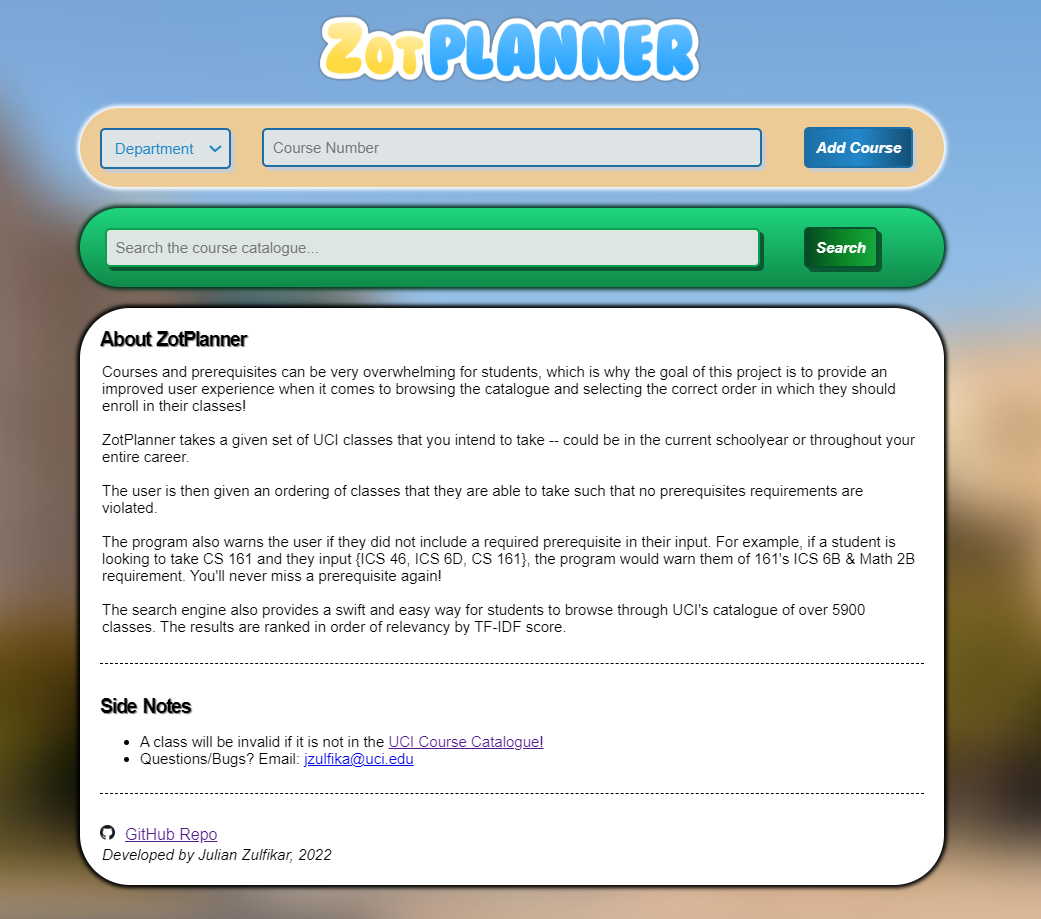 ZotPLANNER
Department
Course Number
Add Course
Search the course catalogue...
Search
About ZotPlanner
Courses and prerequisites can be very overwhelming for students, which is why the goal of this project is to provide an
improved user experience when it comes to browsing the catalogue and selecting the correct order in which they should
enroll in their classes!
ZotPlanner takes a given set of UCI classes that you intend to take -- could be in the current schoolyear or throughout your
entire career.
The user is then given an ordering of classes that they are able to take such that no prerequisites requirements are
violated.
The program also warns the user if they did not include a required prerequisite in their input. For example, if a student is
looking to take CS 161 and they input {ICS 46, ICS 6D, CS 161}, the program would warn them of 161's ICS 6B & Math 2B
requirement. You'll never miss a prerequisite again!
The search engine also provides a swift and easy way for students to browse through UCI's catalogue of over 5900
classes. The results are ranked in order of relevancy by TF-IDF score.
Side Notes
• A class will be invalid if it is not in the UCI Course Catalogue!
• Questions/Bugs? Email: jzulfika@uci.edu
GitHub Repo
Developed by Julian Zulfikar, 2022